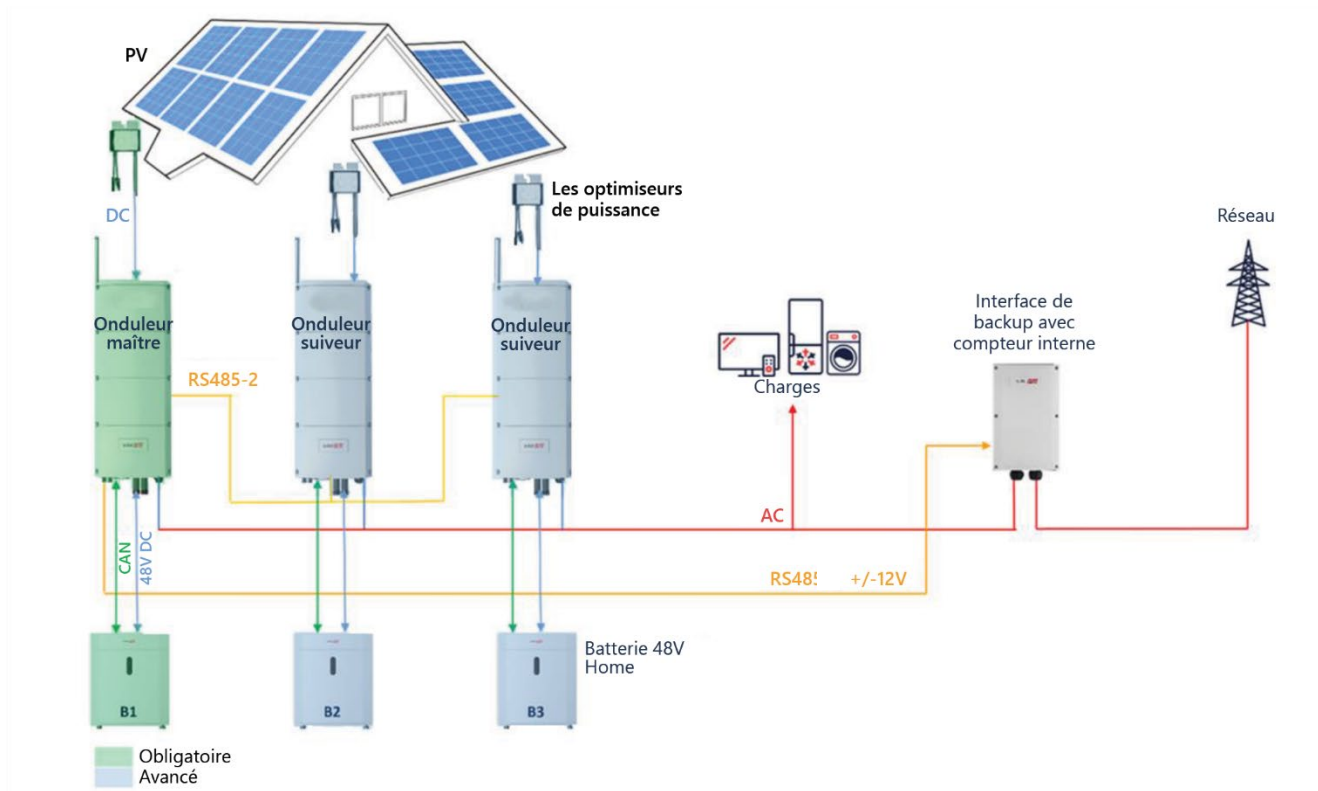 PV
Les optimiseurs
de puissance
DC
Réseau
Onduleur
maître
Onduleur
suiveur
Onduleur
suiveur
Interface de
backup avec
compteur interne
RS485-2
Charges
AC
CAN
48V DC
RS485 +/-12V
Batterie 48V
Home
B1
B2
B3
Obligatoire
Avancé